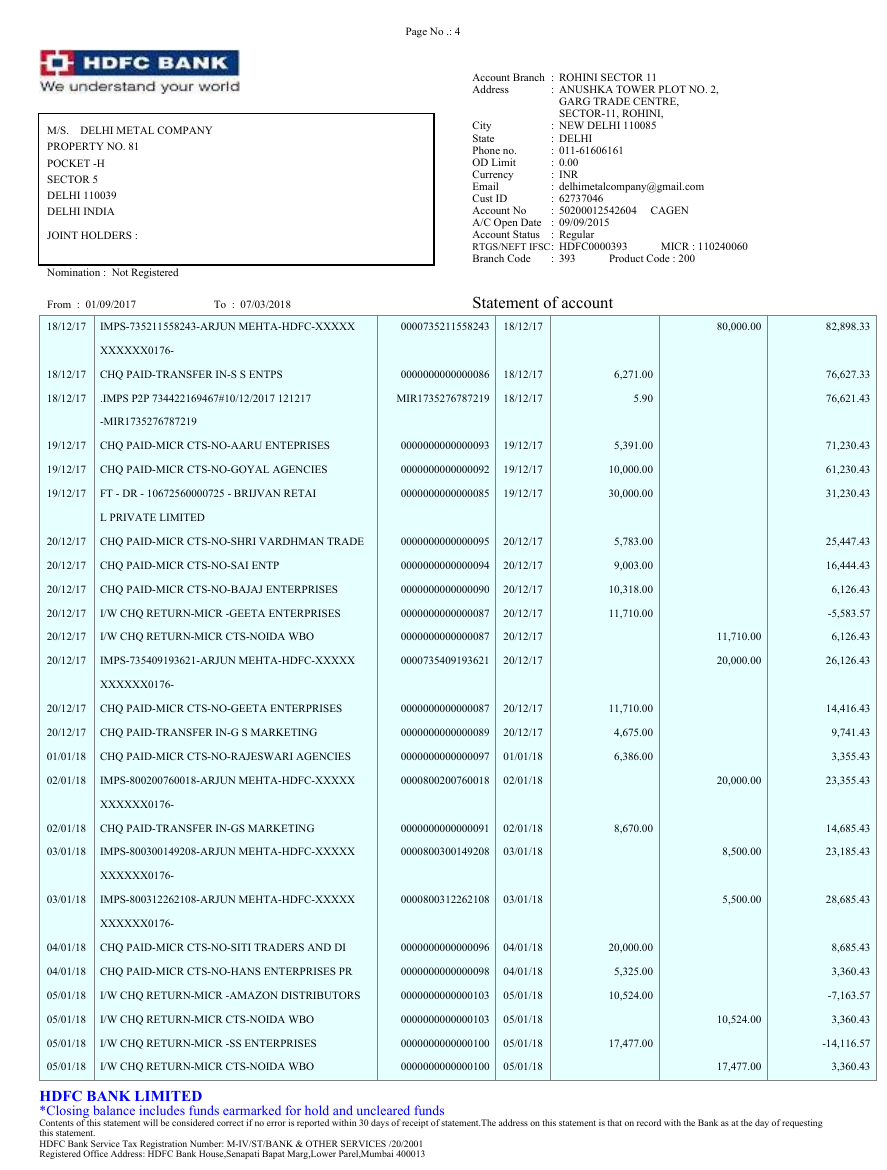 Page No .: 4
HDFC BANK
We understand your world
M/S. DELHI METAL COMPANY
PROPERTY NO. 81
POCKET -H
SECTOR 5
DELHI 110039
DELHI INDIA
JOINT HOLDERS :
Nomination : Not Registered
Account Branch : ROHINI SECTOR 11
Address : ANUSHKA TOWER PLOT NO. 2,
GARG TRADE CENTRE,
SECTOR-11, ROHINI,
City : NEW DELHI 110085
State : DELHI
Phone no. : 011-61606161
OD Limit : 0.00
Currency : INR
Email : delhimetalcompany@gmail.com
Cust ID : 62737046
Account No : 50200012542604 CAGEN
A/C Open Date : 09/09/2015
Account Status : Regular
RTGS/NEFT IFSC: HDFC0000393 MICR : 110240060
Branch Code : 393 Product Code : 200
From : 01/09/2017 To : 07/03/2018 Statement of account
18/12/17 IMPS-735211558243-ARJUN MEHTA-HDFC-XXXXX 0000735211558243 18/12/17 80,000.00 82,898.33
XXXXXX0176-
18/12/17 CHQ PAID-TRANSFER IN-S S ENTPS 0000000000000086 18/12/17 6,271.00 76,627.33
18/12/17 .IMPS P2P 734422169467#10/12/2017 121217 MIR1735276787219 18/12/17 5.90 76,621.43
-MIR1735276787219
19/12/17 CHQ PAID-MICR CTS-NO-AARU ENTEPRISES 0000000000000093 19/12/17 5,391.00 71,230.43
19/12/17 CHQ PAID-MICR CTS-NO-GOYAL AGENCIES 0000000000000092 19/12/17 10,000.00 61,230.43
19/12/17 FT - DR - 10672560000725 - BRIJVAN RETAI 0000000000000085 19/12/17 30,000.00 31,230.43
L PRIVATE LIMITED
20/12/17 CHQ PAID-MICR CTS-NO-SHRI VARDHMAN TRADE 0000000000000095 20/12/17 5,783.00 25,447.43
20/12/17 CHQ PAID-MICR CTS-NO-SAI ENTP 0000000000000094 20/12/17 9,003.00 16,444.43
20/12/17 CHQ PAID-MICR CTS-NO-BAJAJ ENTERPRISES 0000000000000090 20/12/17 10,318.00 6,126.43
20/12/17 I/W CHQ RETURN-MICR -GEETA ENTERPRISES 0000000000000087 20/12/17 11,710.00 -5,583.57
20/12/17 I/W CHQ RETURN-MICR CTS-NOIDA WBO 0000000000000087 20/12/17 11,710.00 6,126.43
20/12/17 IMPS-735409193621-ARJUN MEHTA-HDFC-XXXXX 0000735409193621 20/12/17 20,000.00 26,126.43
XXXXXX0176-
20/12/17 CHQ PAID-MICR CTS-NO-GEETA ENTERPRISES 0000000000000087 20/12/17 11,710.00 14,416.43
20/12/17 CHQ PAID-TRANSFER IN-G S MARKETING 0000000000000089 20/12/17 4,675.00 9,741.43
01/01/18 CHQ PAID-MICR CTS-NO-RAJESWARI AGENCIES 0000000000000097 01/01/18 6,386.00 3,355.43
02/01/18 IMPS-800200760018-ARJUN MEHTA-HDFC-XXXXX 0000800200760018 02/01/18 20,000.00 23,355.43
XXXXXX0176-
02/01/18 CHQ PAID-TRANSFER IN-GS MARKETING 0000000000000091 02/01/18 8,670.00 14,685.43
03/01/18 IMPS-800300149208-ARJUN MEHTA-HDFC-XXXXX 0000800300149208 03/01/18 8,500.00 23,185.43
XXXXXX0176-
03/01/18 IMPS-800312262108-ARJUN MEHTA-HDFC-XXXXX 0000800312262108 03/01/18 5,500.00 28,685.43
XXXXXX0176-
04/01/18 CHQ PAID-MICR CTS-NO-SITI TRADERS AND DI 0000000000000096 04/01/18 20,000.00 8,685.43
04/01/18 CHQ PAID-MICR CTS-NO-HANS ENTERPRISES PR 0000000000000098 04/01/18 5,325.00 3,360.43
05/01/18 I/W CHQ RETURN-MICR -AMAZON DISTRIBUTORS 0000000000000103 05/01/18 10,524.00 -7,163.57
05/01/18 I/W CHQ RETURN-MICR CTS-NOIDA WBO 0000000000000103 05/01/18 10,524.00 3,360.43
05/01/18 I/W CHQ RETURN-MICR -SS ENTERPRISES 0000000000000100 05/01/18 17,477.00 -14,116.57
05/01/18 I/W CHQ RETURN-MICR CTS-NOIDA WBO 0000000000000100 05/01/18 17,477.00 3,360.43
HDFC BANK LIMITED
*Closing balance includes funds earmarked for hold and uncleared funds
Contents of this statement will be considered correct if no error is reported within 30 days of receipt of statement.The address on this statement is that on record with the Bank as at the day of requesting
this statement.
HDFC Bank Service Tax Registration Number: M-IV/ST/BANK & OTHER SERVICES /20/2001
Registered Office Address: HDFC Bank House,Senapati Bapat Marg,Lower Parel,Mumbai 400013